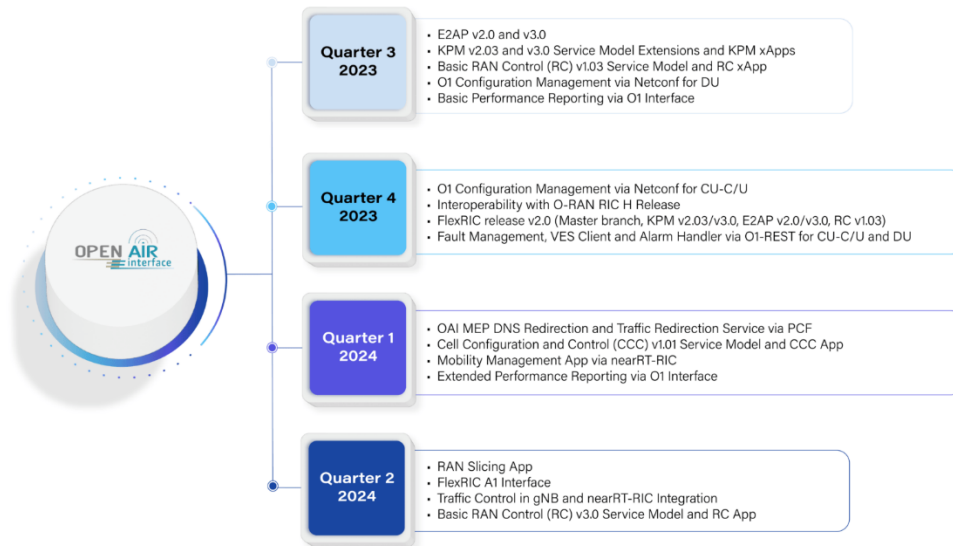 OPEN AIR
interface
Quarter 3
2023
• E2AP v2.0 and v3.0
• KPM v2.03 and v3.0 Service Model Extensions and KPM xApps
• Basic RAN Control (RC) v1.03 Service Model and RC xApp
• O1 Configuration Management via Netconf for DU
• Basic Performance Reporting via O1 Interface
Quarter 4
2023
• O1 Configuration Management via Netconf for CU-C/U
• Interoperability with O-RAN RIC H Release
• FlexRIC release v2.0 (Master branch, KPM v2.03/v3.0, E2AP v2.0/v3.0, RC v1.03)
• Fault Management, VES Client and Alarm Handler via O1-REST for CU-C/U and DU
Quarter 1
2024
• OAI MEP DNS Redirection and Traffic Redirection Service via PCF
• Cell Configuration and Control (CCC) v1.01 Service Model and CCC App
• Mobility Management App via nearRT-RIC
• Extended Performance Reporting via O1 Interface
Quarter 2
2024
• RAN Slicing App
• FlexRIC A1 Interface
• Traffic Control in gNB and nearRT-RIC Integration
• Basic RAN Control (RC) v3.0 Service Model and RC App